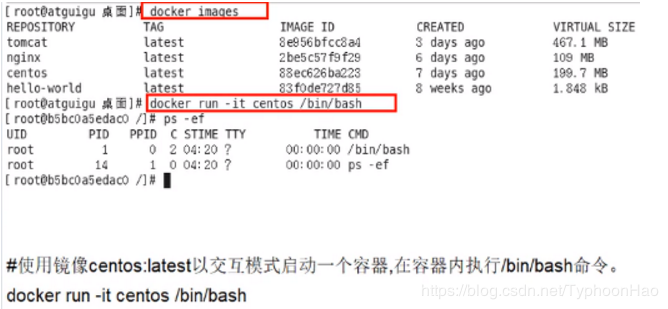 [root@atguigu 桌面]# docker images
REPOSITORY TAG IMAGE ID CREATED VIRTUAL SIZE
tomcat latest 8e956bfcc8a4 3 days ago 467.1 MB
nginx latest 2be5c57f9f29 6 days ago 109 MB
centos latest 88ec626ba223 7 days ago 199.7 MB
hello-world latest 83f0de727d85 8 weeks ago 1.848 kB
[root@atguigu 桌面]# docker run -it centos /bin/bash
[root@b5bc0a5edac0 /]# ps -ef
UID PID PPID C STIME TTY TIME CMD
root 1 0 2 04:20 ? 00:00:00 /bin/bash
root 14 1 0 04:20 ? 00:00:00 ps -ef
[root@b5bc0a5edac0 /]#
#使用镜像centos:latest以交互模式启动一个容器,在容器内执行/bin/bash命令。
docker run -it centos /bin/bash
https://blog.csdn.net/TyphoonHao